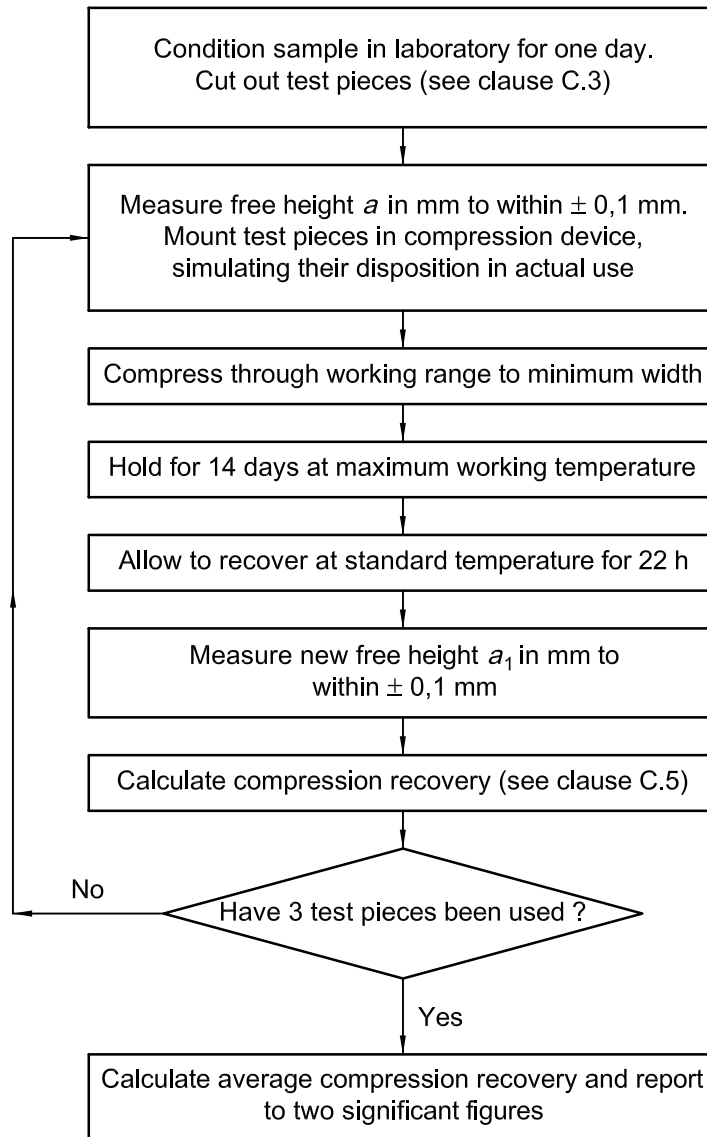 Condition sample in laboratory for one day.
Cut out test pieces (see clause C.3)
Measure free height a in mm to within ± 0,1 mm.
Mount test pieces in compression device,
simulating their disposition in actual use
Compress through working range to minimum width
Hold for 14 days at maximum working temperature
Allow to recover at standard temperature for 22 h
Measure new free height a₁ in mm to
within ± 0,1 mm
Calculate compression recovery (see clause C.5)
No
Have 3 test pieces been used ?
Yes
Calculate average compression recovery and report
to two significant figures